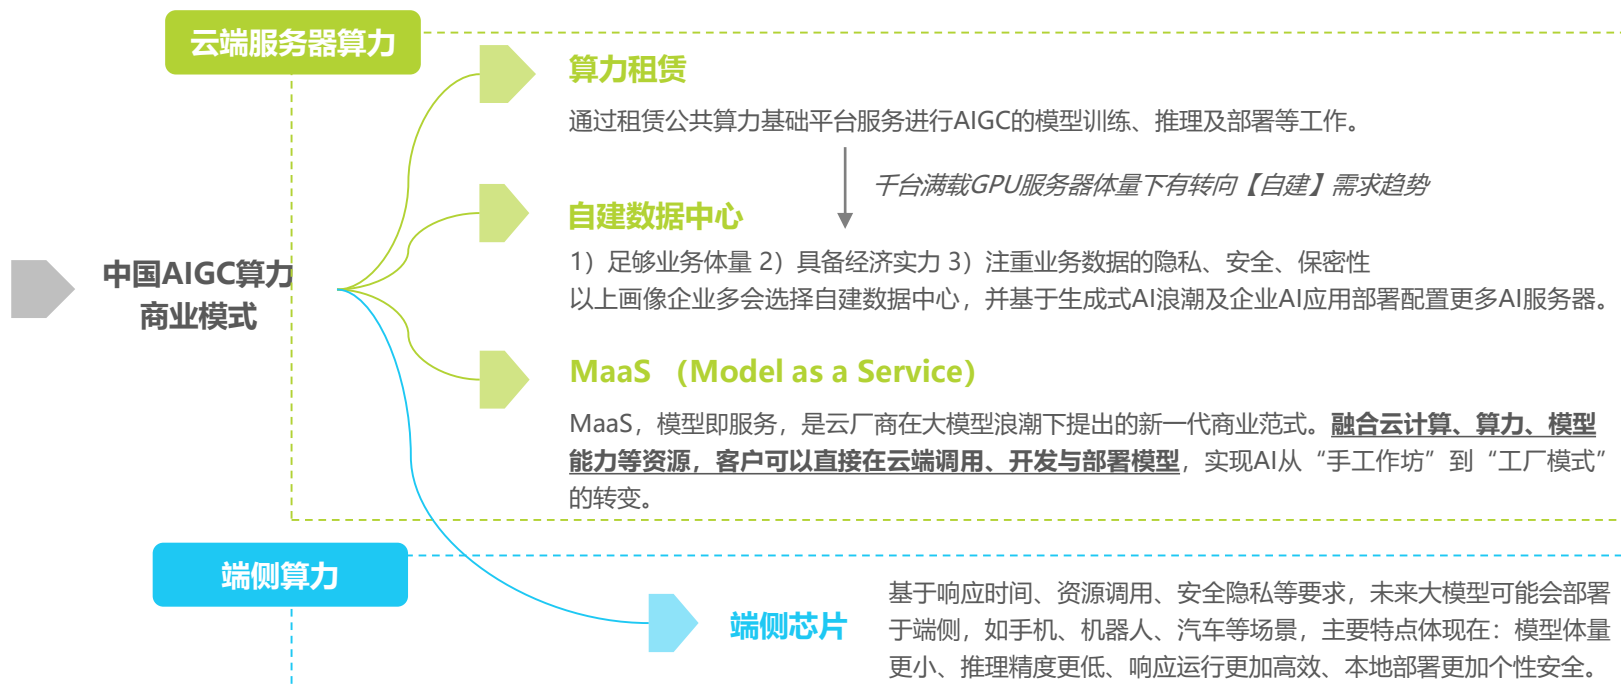 云端服务器算力
算力租赁
通过租赁公共算力基础平台服务进行AIGC的模型训练、推理及部署等工作。
千台满载GPU服务器体量下有转向【自建】需求趋势
自建数据中心
1）足够业务体量 2）具备经济实力 3）注重业务数据的隐私、安全、保密性
以上画像企业多会选择自建数据中心，并基于生成式AI浪潮及企业AI应用部署配置更多AI服务器。
中国AIGC算力
商业模式
MaaS （Model as a Service）
MaaS，模型即服务，是云厂商在大模型浪潮下提出的新一代商业范式。融合云计算、算力、模型
能力等资源，客户可以直接在云端调用、开发与部署模型，实现AI从“手工作坊”到“工厂模式”
的转变。
端侧算力
端侧芯片
基于响应时间、资源调用、安全隐私等要求，未来大模型可能会部署
于端侧，如手机、机器人、汽车等场景，主要特点体现在：模型体量
更小、推理精度更低、响应运行更加高效、本地部署更加个性安全。